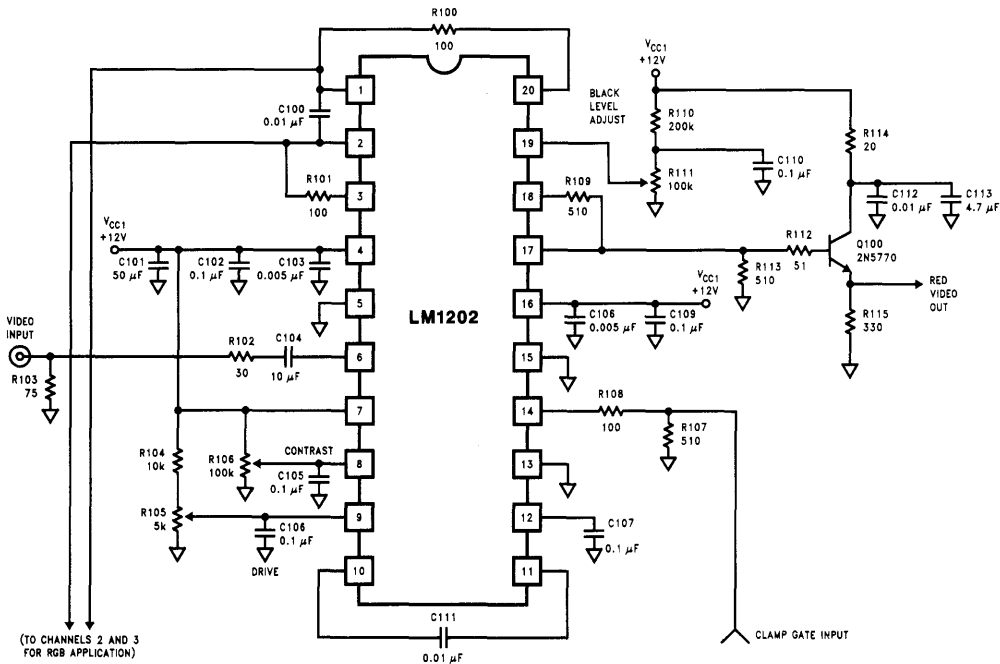 R100
100
VCC1
+12V
BLACK
LEVEL
ADJUST
1
20
C100
0.01 µF
R110
200k
R114
20
2
19
C110
0.1 µF
R111
100k
R101
100
3
18
R109
510
C112
0.01 µF
C113
4.7 µF
VCC1
+12V
R112
51
Q100
2N5770
4
17
C101
50 µF
C102
0.1 µF
C103
0.005 µF
R113
510
VCC1
+12V
RED
VIDEO
OUT
5
LM1202
16
C106
0.005 µF
C109
0.1 µF
R115
330
VIDEO
INPUT
R102
30
C104
10 µF
6
15
R103
75
R108
100
7
14
R107
510
R104
10k
R106
100k
CONTRAST
8
13
C105
0.1 µF
R105
5k
9
12
C106
0.1 µF
C107
0.1 µF
DRIVE
10
11
C111
0.01 µF
(TO CHANNELS 2 AND 3
FOR RGB APPLICATION)
CLAMP GATE INPUT